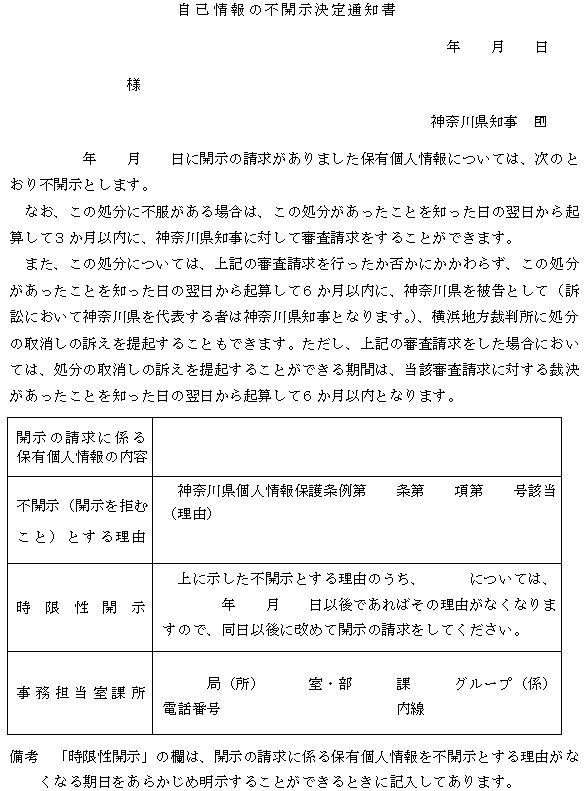 自己情報の不開示決定通知書
年　　月　　日
様
神奈川県知事　㊞
年　　月　　日に開示の請求がありました保有個人情報については、次のと
おり不開示とします。
なお、この処分に不服がある場合は、この処分があったことを知った日の翌日から起
算して3か月以内に、神奈川県知事に対して審査請求をすることができます。
また、この処分については、上記の審査請求を行ったか否かにかかわらず、この処分
があったことを知った日の翌日から起算して6か月以内に、神奈川県を被告として（訴
訟において神奈川県を代表する者は神奈川県知事となります。）、横浜地方裁判所に処分
の取消しの訴えを提起することもできます。ただし、上記の審査請求をした場合におい
ては、処分の取消しの訴えを提起することができる期間は、当該審査請求に対する裁決
があったことを知った日の翌日から起算して6か月以内となります。
開示の請求に係る
保有個人情報の内容
不開示（開示を拒む
こと）とする理由
神奈川県個人情報保護条例第　　条第　　項第　　号該当
（理由）
時限性開示
上に示した不開示とする理由のうち、　　　については、
年　　月　　日以後であればその理由がなくなりま
すので、同日以後に改めて開示の請求をしてください。
事務担当室課所
局（所）　　　室・部　　　課　　　グループ（係）
電話番号　　　　　　　　　　　　内線
備考　「時限性開示」の欄は、開示の請求に係る保有個人情報を不開示とする理由がな
くなる期日をあらかじめ明示することができるときに記入してあります。